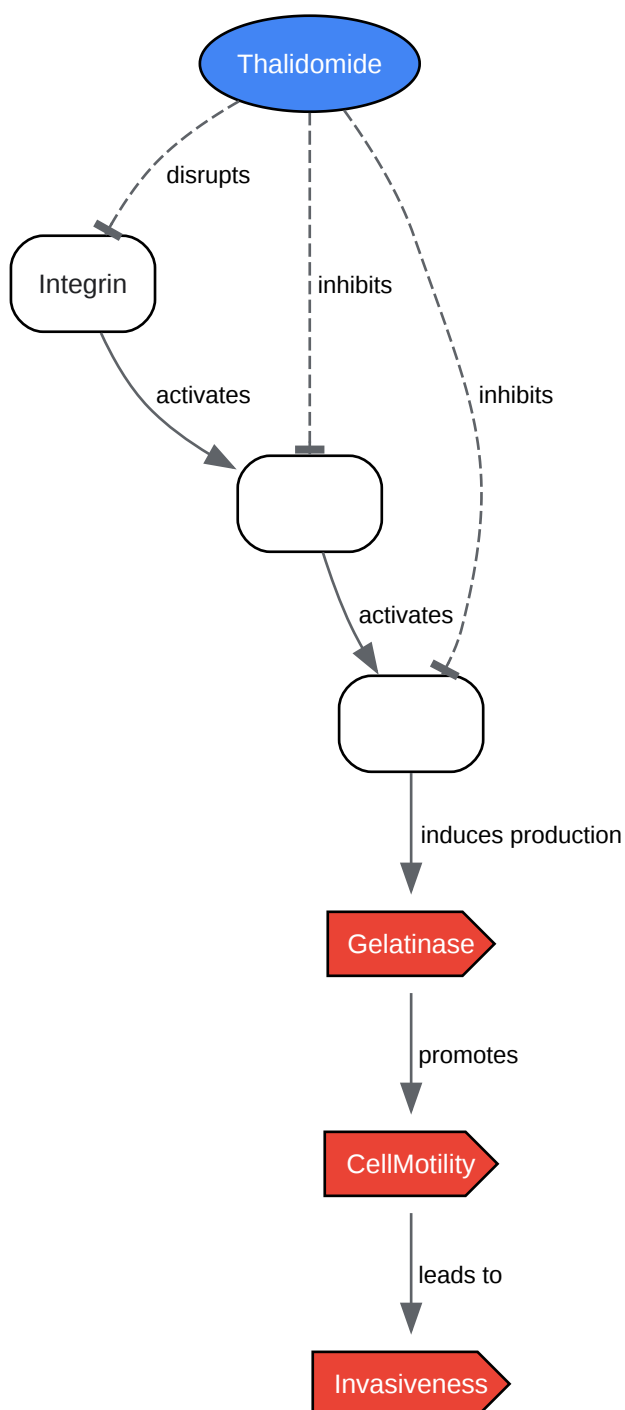 Thalidomide
disrupts
Integrin
inhibits
activates
inhibits
activates
induces production
Gelatinase
promotes
CellMotility
leads to
Invasiveness